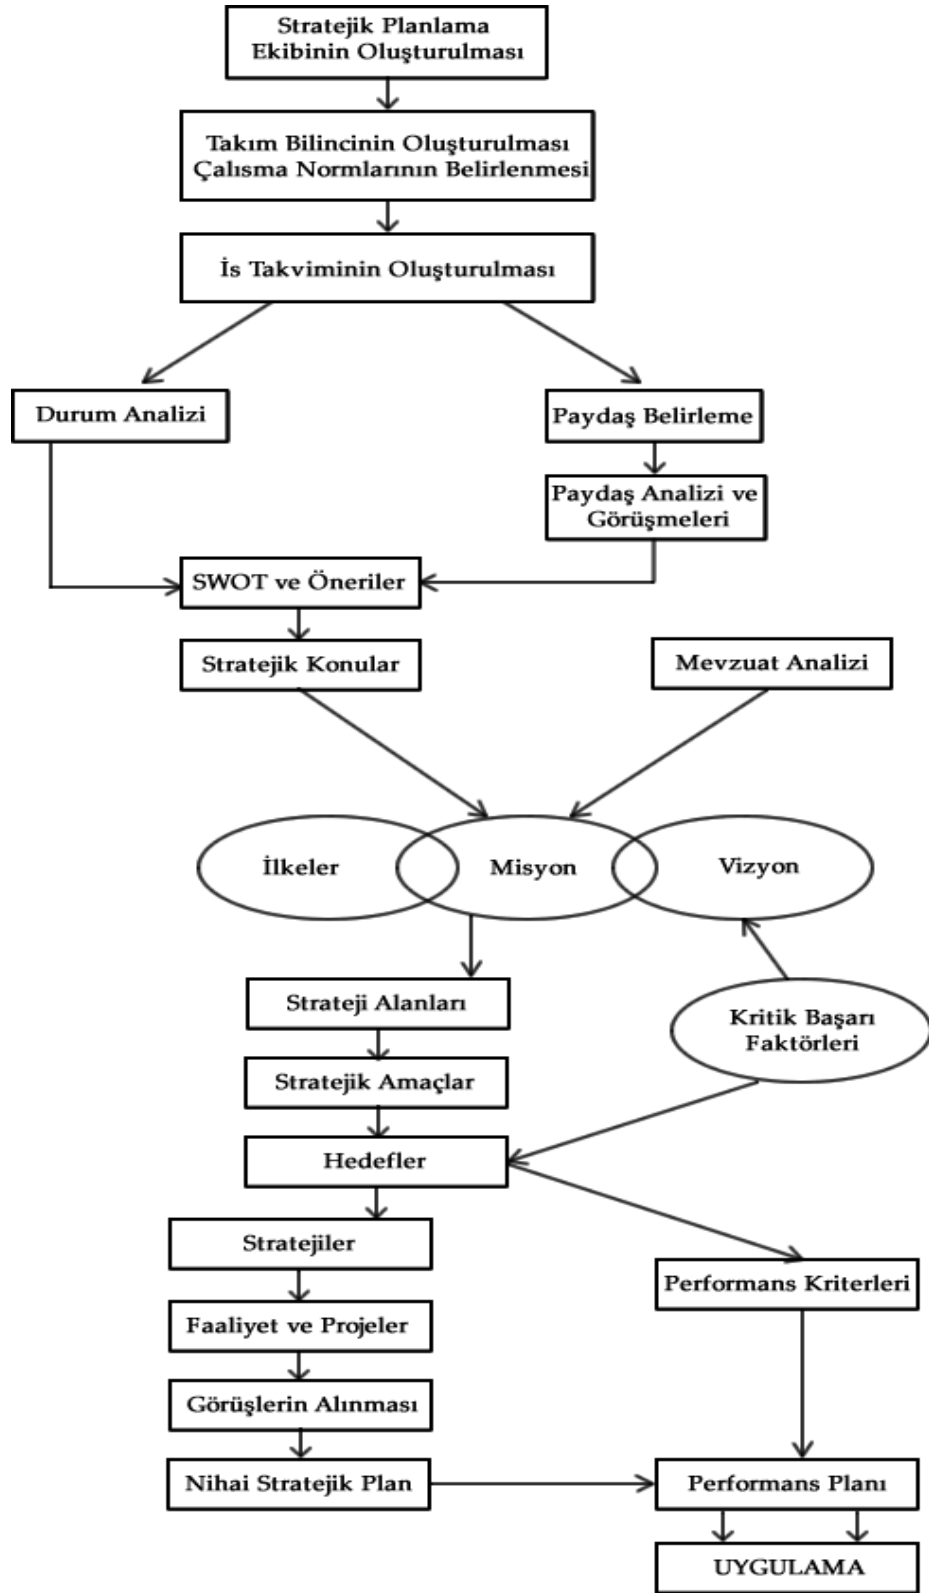 Stratejik Planlama
Ekibinin Oluşturulması
Takım Bilincinin Oluşturulması
Çalısma Normlarının Belirlenmesi
İs Takviminin Oluşturulması
Durum Analizi
Paydaş Belirleme
Paydaş Analizi ve
Görüşmeleri
SWOT ve Öneriler
Stratejik Konular
Mevzuat Analizi
İlkeler
Misyon
Vizyon
Strateji Alanları
Kritik Başarı
Faktörleri
Stratejik Amaçlar
Hedefler
Stratejiler
Performans Kriterleri
Faaliyet ve Projeler
Görüşlerin Alınması
Nihai Stratejik Plan
Performans Planı
UYGULAMA